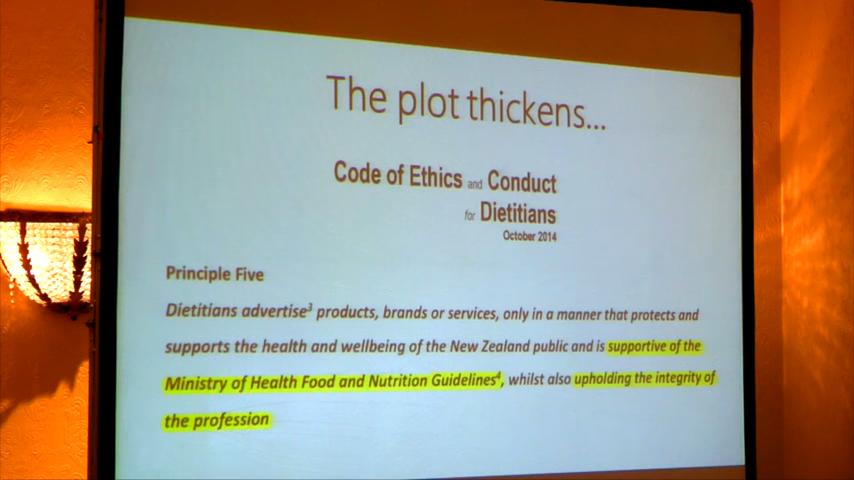 The plot thickens...
Code of Ethics and Conduct
for Dietitians
October 2014
Principle Five
Dietitians advertise³ products, brands or services, only in a manner that protects and
supports the health and wellbeing of the New Zealand public and is supportive of the
Ministry of Health Food and Nutrition Guidelines⁴, whilst also upholding the integrity of
the profession